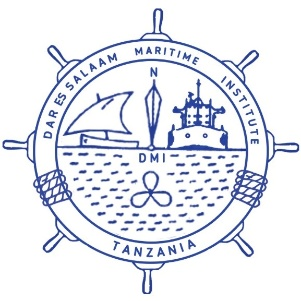 DAR ES SALAAM MARITIME INSTITUTE
N
DMI
TANZANIA